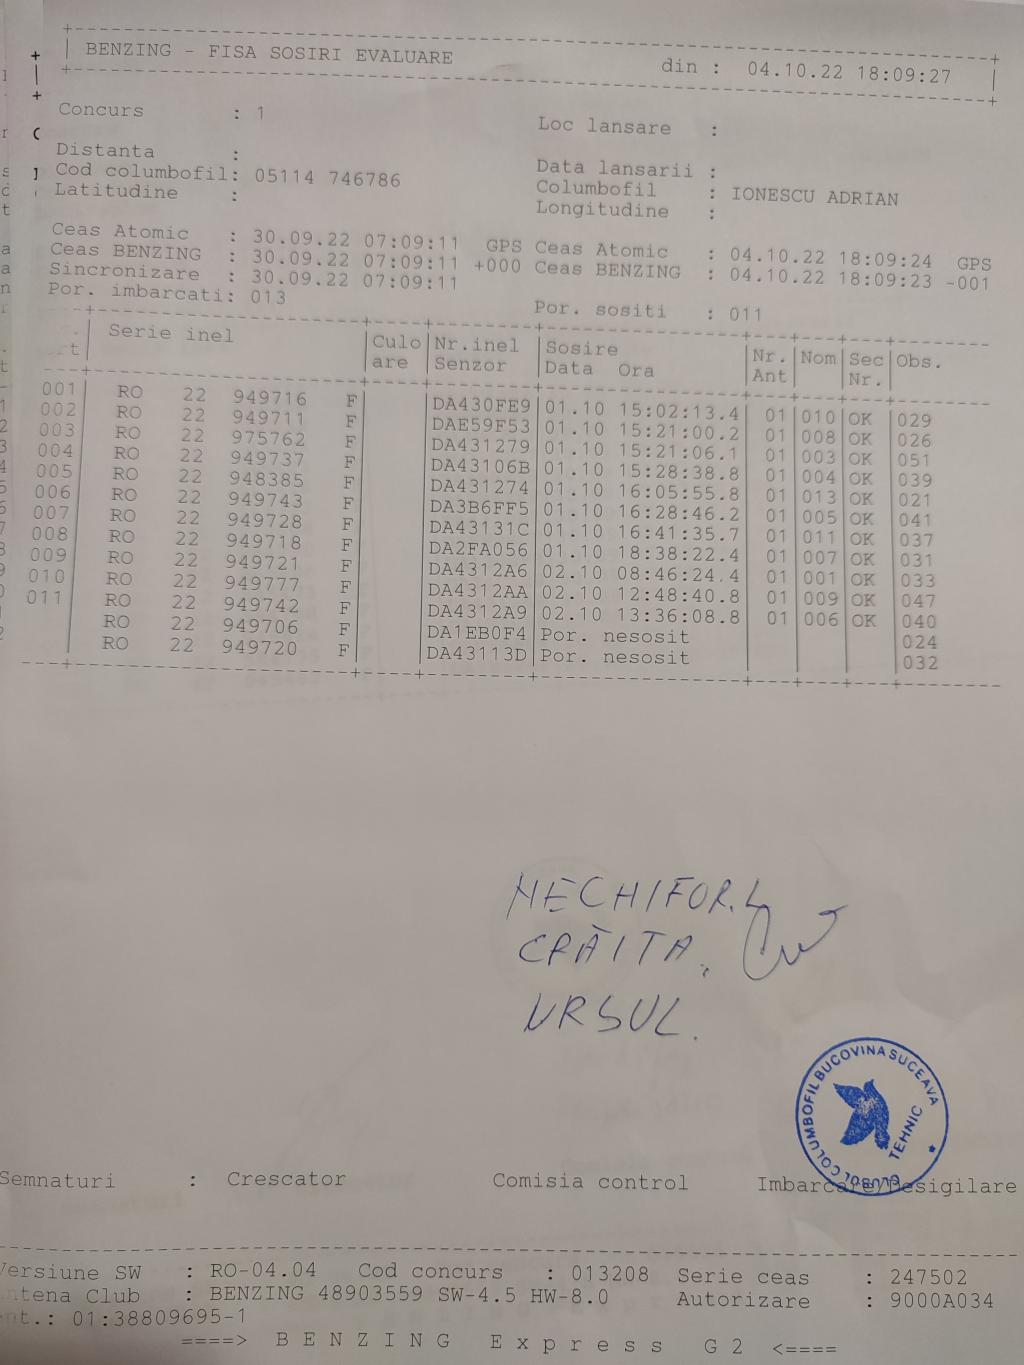 BENZING - FISA SOSIRI EVALUARE din : 04.10.22 18:09:27
Concurs : 1 Loc lansare :
Distanta : Data lansarii :
Cod columbofil: 05114 746786 Columbofil : IONESCU ADRIAN
Latitudine : Longitudine :
Ceas Atomic : 30.09.22 07:09:11 GPS Ceas Atomic : 04.10.22 18:09:24 GPS
Ceas BENZING : 30.09.22 07:09:11 +000 Ceas BENZING : 04.10.22 18:09:23 -001
Sincronizare : 30.09.22 07:09:11
Por. imbarcati: 013 Por. sositi : 011
Serie inel Culo Nr.inel Sosire Nr. Nom Sec Obs.
are Senzor Data Ora Ant Nr.
001 RO 22 949716 F DA430FE9 01.10 15:02:13.4 01 010 OK 029
002 RO 22 949711 F DAE59F53 01.10 15:21:00.2 01 008 OK 026
003 RO 22 975762 F DA431279 01.10 15:21:06.1 01 003 OK 051
004 RO 22 949737 F DA43106B 01.10 15:28:38.8 01 004 OK 039
005 RO 22 948385 F DA431274 01.10 16:05:55.8 01 013 OK 021
006 RO 22 949743 F DA3B6FF5 01.10 16:28:46.2 01 005 OK 041
007 RO 22 949728 F DA43131C 01.10 16:41:35.7 01 011 OK 037
008 RO 22 949718 F DA2FA056 01.10 18:38:22.4 01 007 OK 031
009 RO 22 949721 F DA4312A6 02.10 08:46:24.4 01 001 OK 033
010 RO 22 949777 F DA4312AA 02.10 12:48:40.8 01 009 OK 047
011 RO 22 949742 F DA4312A9 02.10 13:36:08.8 01 006 OK 040
RO 22 949706 F DA1EB0F4 Por. nesosit 024
RO 22 949720 F DA43113D Por. nesosit 032
NECHIFOR.L
CRĂITA.
URSUL.
CLUBUL COLUMBOFIL BUCOVINA SUCEAVA
TEHNIC
Semnaturi : Crescator Comisia control Imbarcare/Desigilare
Versiune SW : RO-04.04 Cod concurs : 013208 Serie ceas : 247502
Antena Club : BENZING 48903559 SW-4.5 HW-8.0 Autorizare : 9000A034
nt.: 01:38809695-1
====> B E N Z I N G E x p r e s s G 2 <====